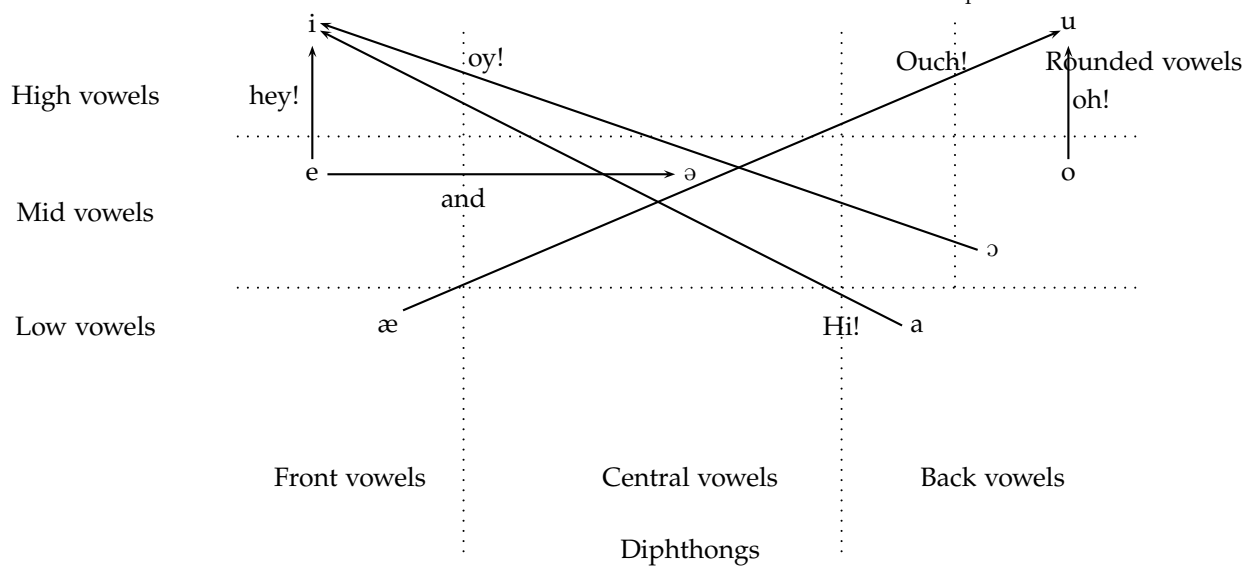 i u
oy! Ouch! Rounded vowels
High vowels hey! oh!
e ə o
and
Mid vowels
ɔ
Low vowels æ Hi! a
Front vowels Central vowels Back vowels
Diphthongs